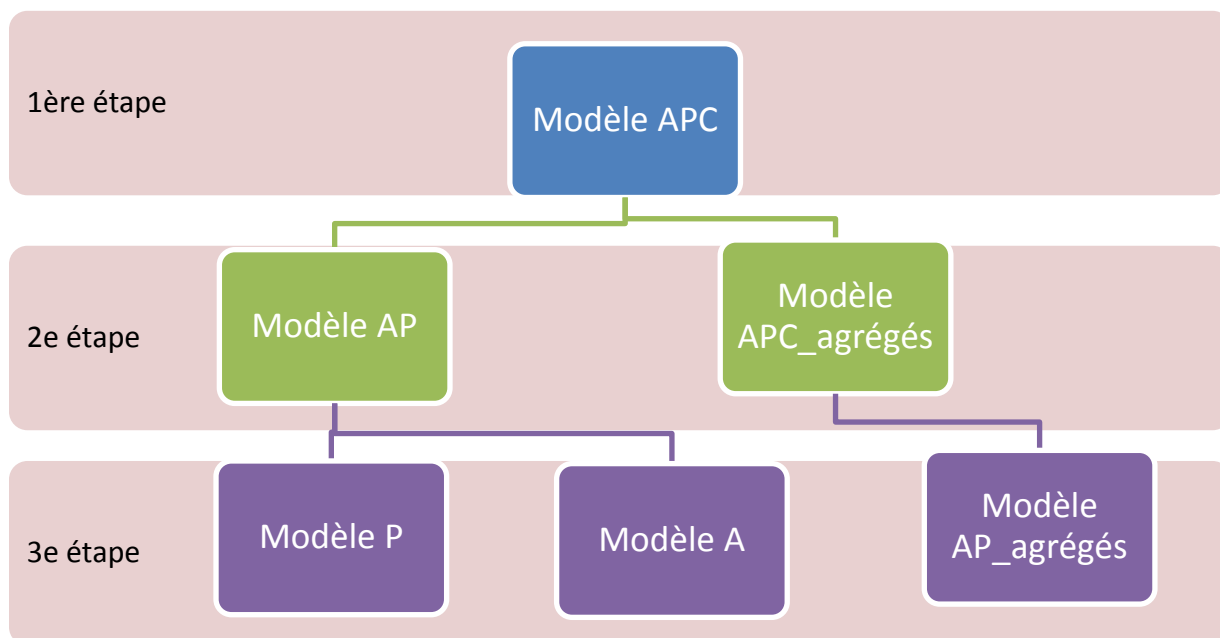 1ère étape
Modèle APC
2e étape
Modèle AP
Modèle
APC_agrégés
3e étape
Modèle P
Modèle A
Modèle
AP_agrégés